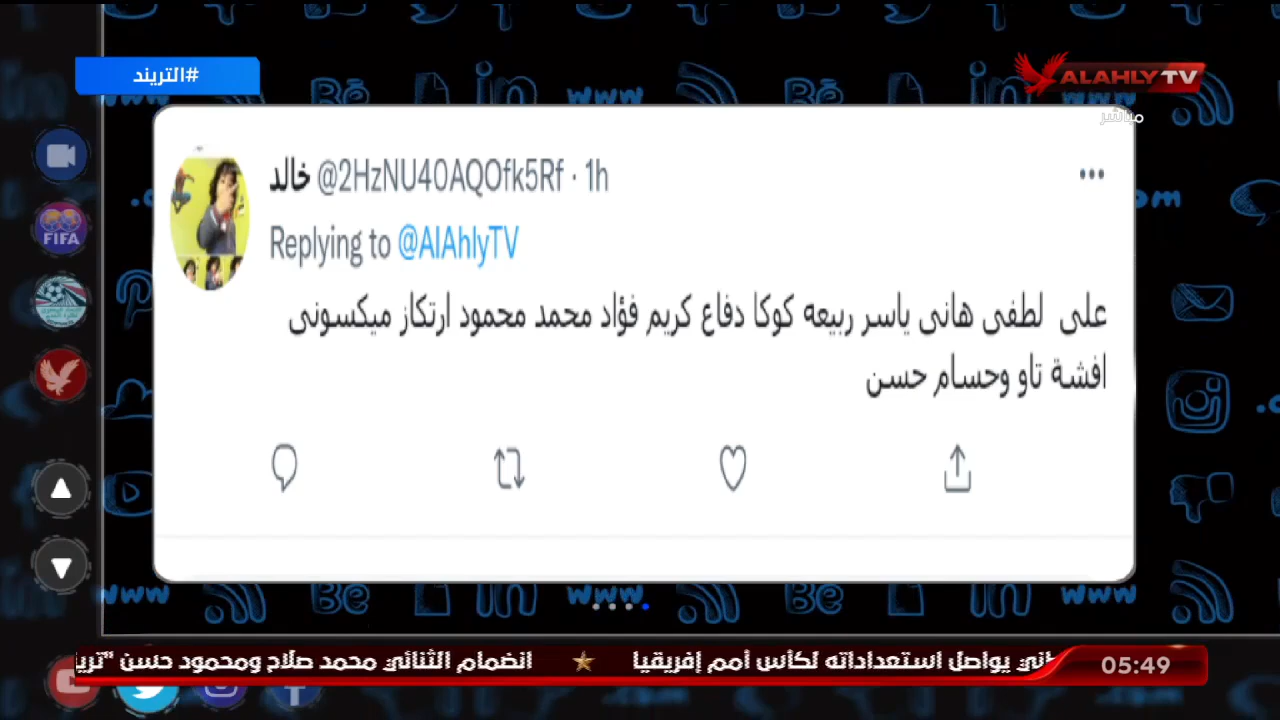 #التريند
ALAHLY TV
مباشر
خالد @2HzNU40AQOfk5Rf · 1h
Replying to @AlAhlyTV
على لطفى هانى ياسر ربيعه كوكا دفاع كريم فؤاد محمد محمود ارتكاز ميكسونى
افشة تاو وحسام حسن
FIFA
يواصل استعداداته لكأس أمم إفريقيا ★ انضمام الثنائي محمد صلاح ومحمود حسن
05:49